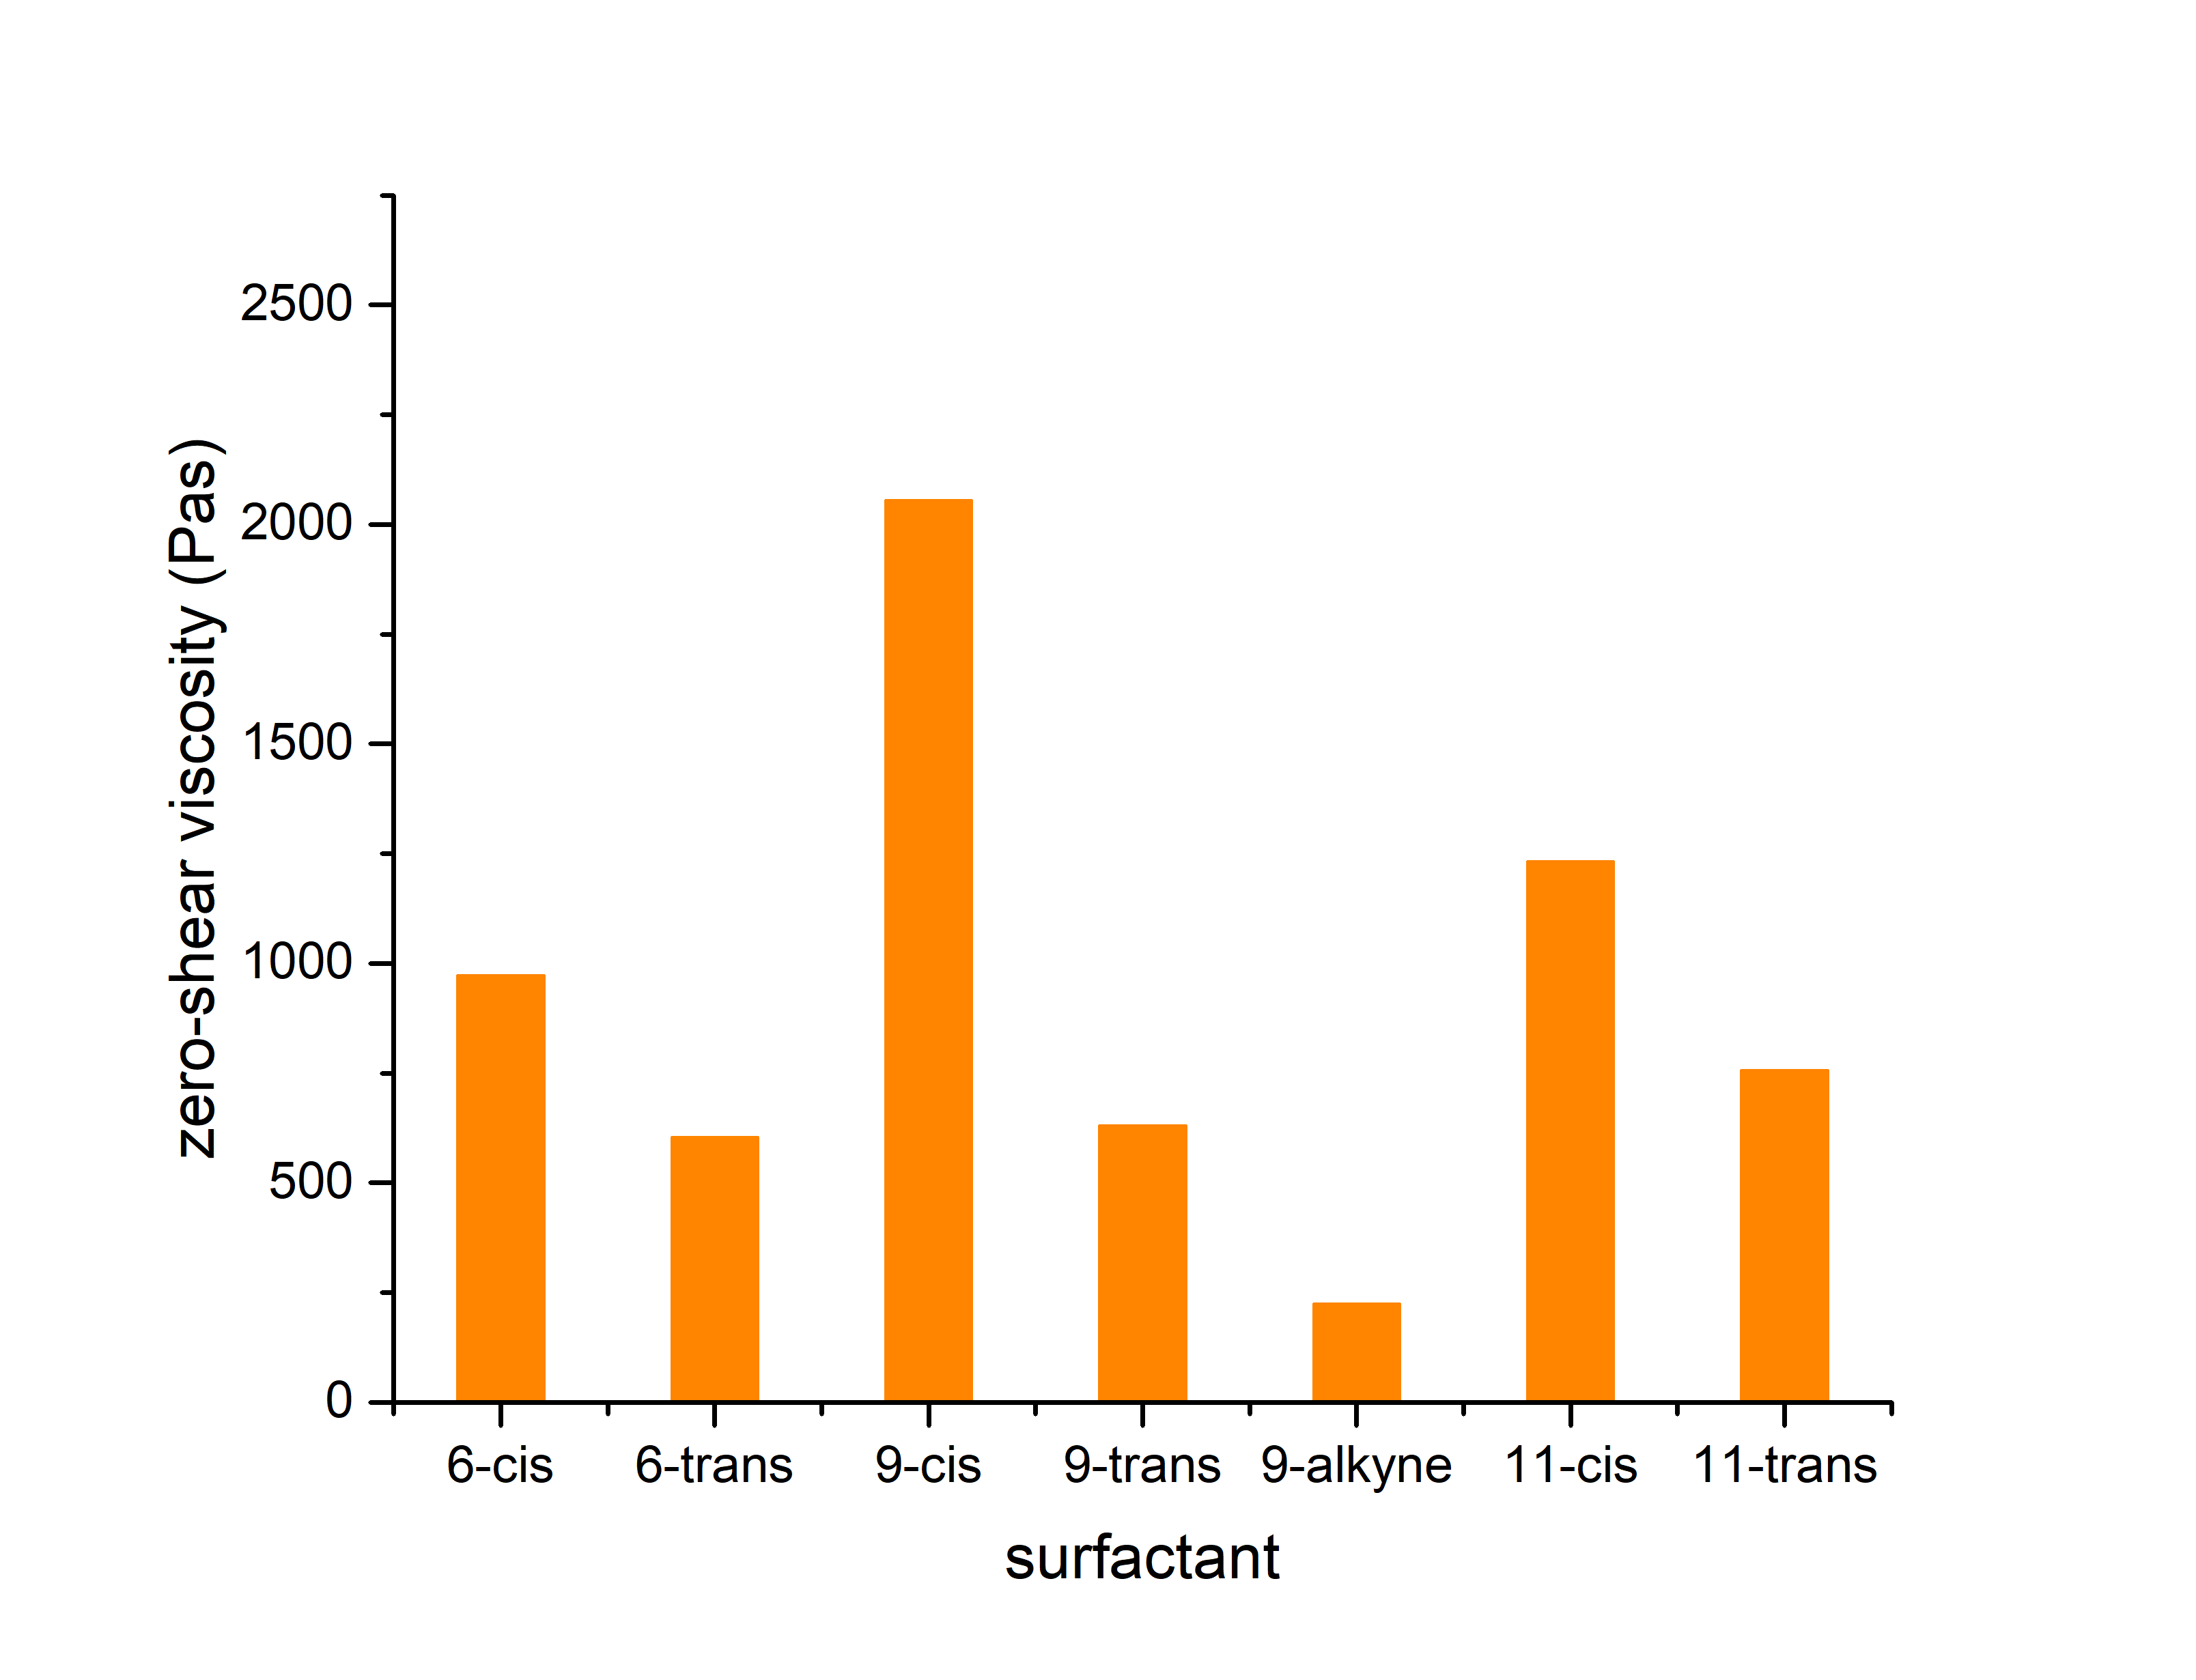 2500
2000
1500
1000
500
0
zero-shear viscosity (Pas)
6-cis 6-trans 9-cis 9-trans 9-alkyne 11-cis 11-trans
surfactant